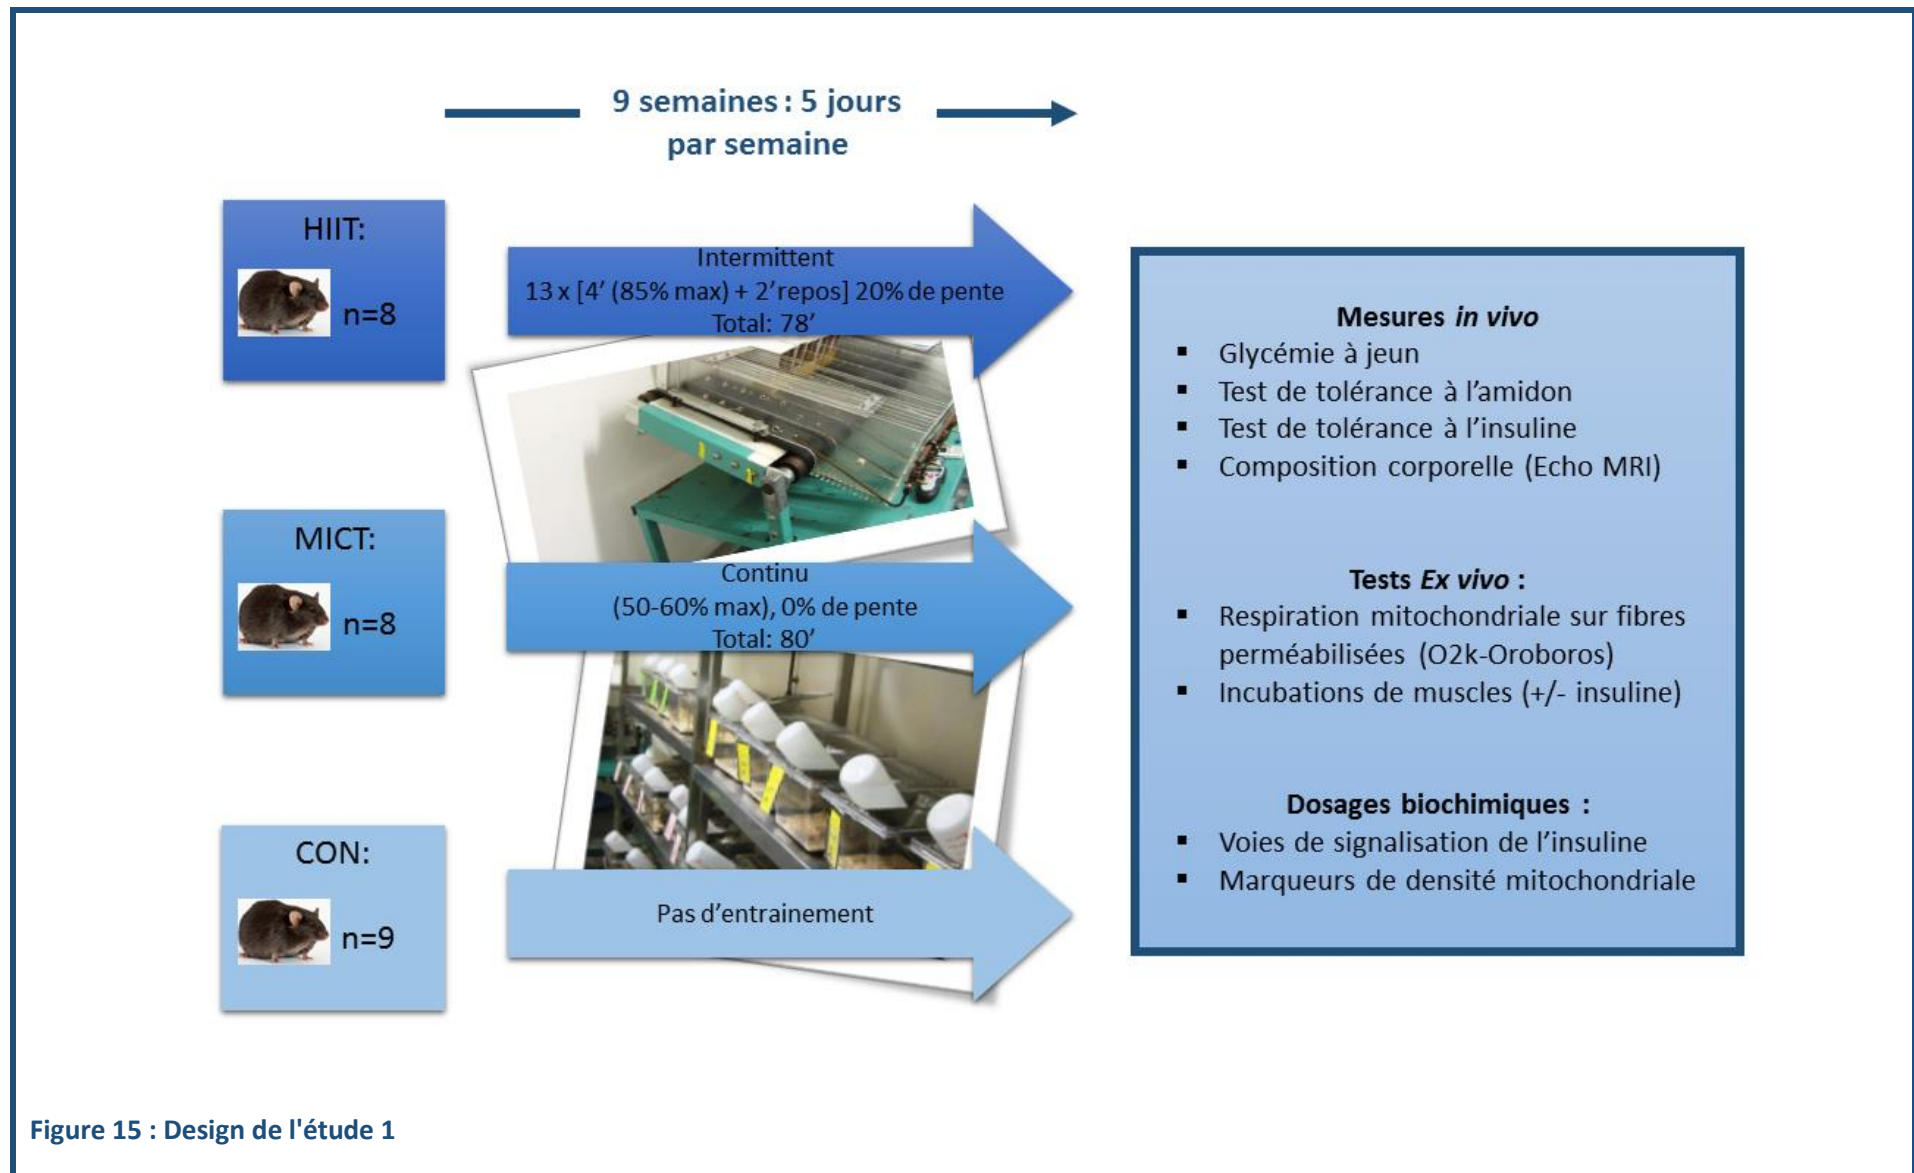 9 semaines : 5 jours
par semaine
HIIT:
n=8
Intermittent
13 x [4’ (85% max) + 2’repos] 20% de pente
Total: 78’
MICT:
n=8
Continu
(50-60% max), 0% de pente
Total: 80’
CON:
n=9
Pas d’entrainement
Mesures in vivo
▪ Glycémie à jeun
▪ Test de tolérance à l’amidon
▪ Test de tolérance à l’insuline
▪ Composition corporelle (Echo MRI)
Tests Ex vivo :
▪ Respiration mitochondriale sur fibres
perméabilisées (O2k-Oroboros)
▪ Incubations de muscles (+/- insuline)
Dosages biochimiques :
▪ Voies de signalisation de l’insuline
▪ Marqueurs de densité mitochondriale
Figure 15 : Design de l'étude 1